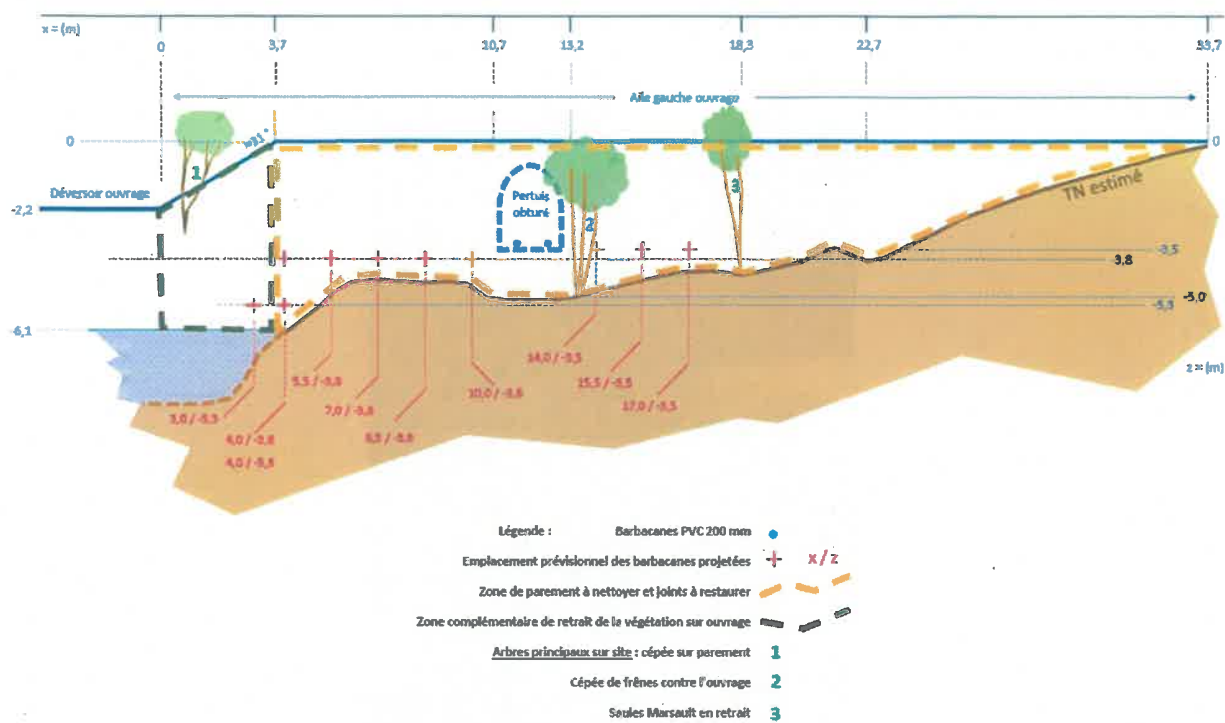 x = (m)
0
3,7
10,7
13,2
18,3
22,7
33,7
Aile gauche ouvrage
0
0
1
Déversoir ouvrage
-2,2
Pertuis
obturé
2
3
TN estimé
-3,5
-3,8
-5,0
-5,3
-6,1
z = (m)
14,0 / -3,5
15,5 / -3,5
17,0 / -3,5
5,5 / -3,8
7,0 / -3,8
10,0 / -3,8
3,0 / -5,3
4,0 / -3,8
4,0 / -5,3
8,5 / -3,8
Légende :
Barbacanes PVC 200 mm
Emplacement prévisionnel des barbacanes projetées
x / z
Zone de parement à nettoyer et joints à restaurer
Zone complémentaire de retrait de la végétation sur ouvrage
Arbres principaux sur site : cépée sur parement 1
Cépée de frênes contre l'ouvrage 2
Saules Marsault en retrait 3